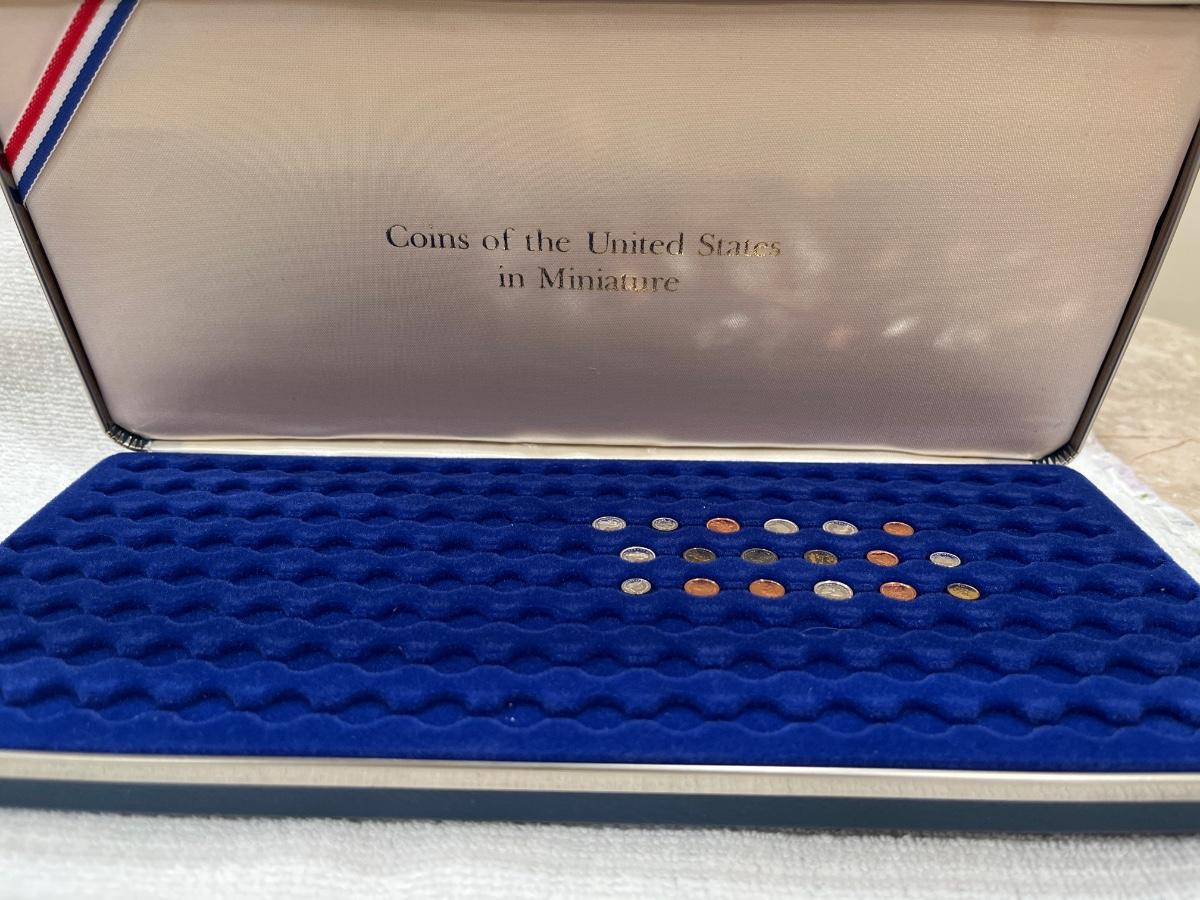 Coins of the United States
in Miniature